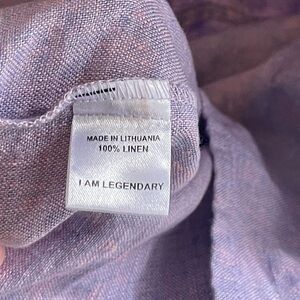 MADE IN LITHUANIA
100% LINEN
I AM LEGENDARY